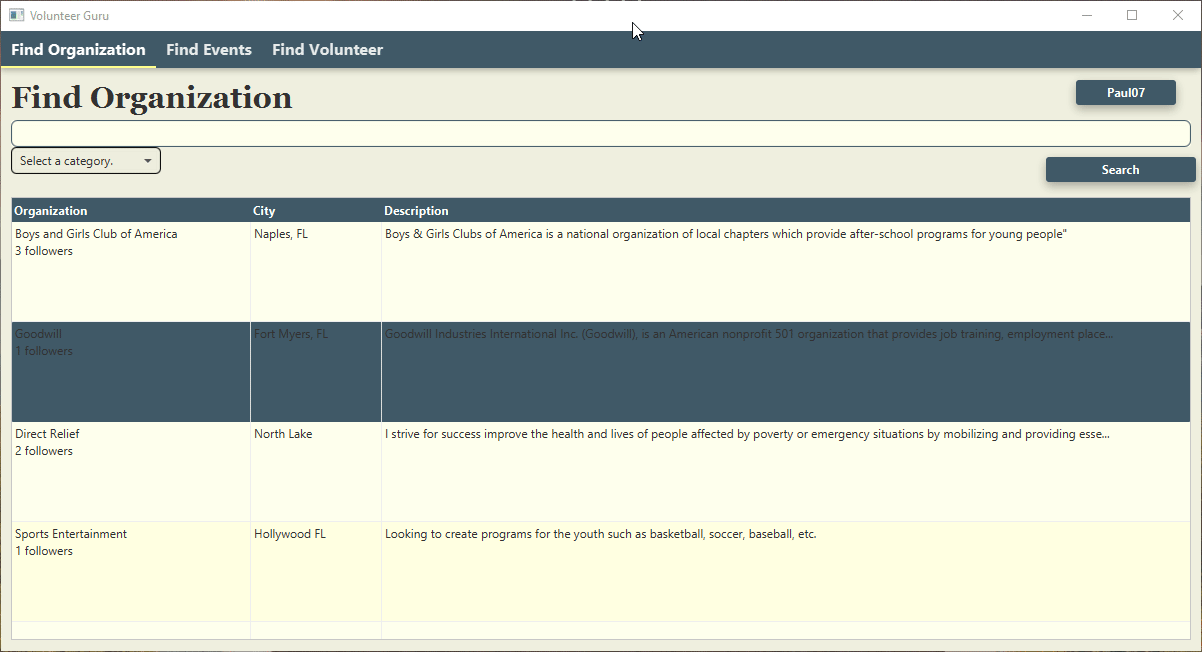 Volunteer Guru
Find Organization Find Events Find Volunteer
Find Organization
Paul07
Select a category.
Search
Organization City Description
Boys and Girls Club of America Naples, FL Boys & Girls Clubs of America is a national organization of local chapters which provide after-school programs for young people"
3 followers
Goodwill Fort Myers, FL Goodwill Industries International Inc. (Goodwill), is an American nonprofit 501 organization that provides job training, employment place...
1 followers
Direct Relief North Lake I strive for success improve the health and lives of people affected by poverty or emergency situations by mobilizing and providing esse...
2 followers
Sports Entertainment Hollywood FL Looking to create programs for the youth such as basketball, soccer, baseball, etc.
1 followers